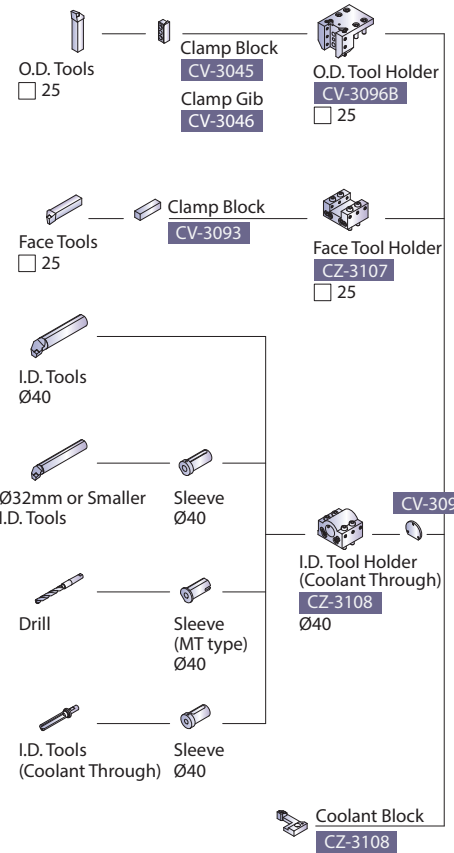 O.D. Tools
25
Clamp Block
CV-3045
Clamp Gib
CV-3046
O.D. Tool Holder
CV-3096B
25
Face Tools
25
Clamp Block
CV-3093
Face Tool Holder
CZ-3107
25
I.D. Tools
Ø40
Ø32mm or Smaller
I.D. Tools
Sleeve
Ø40
CV-309
I.D. Tool Holder
(Coolant Through)
CZ-3108
Ø40
Drill
Sleeve
(MT type)
Ø40
I.D. Tools
(Coolant Through)
Sleeve
Ø40
Coolant Block
CZ-3108